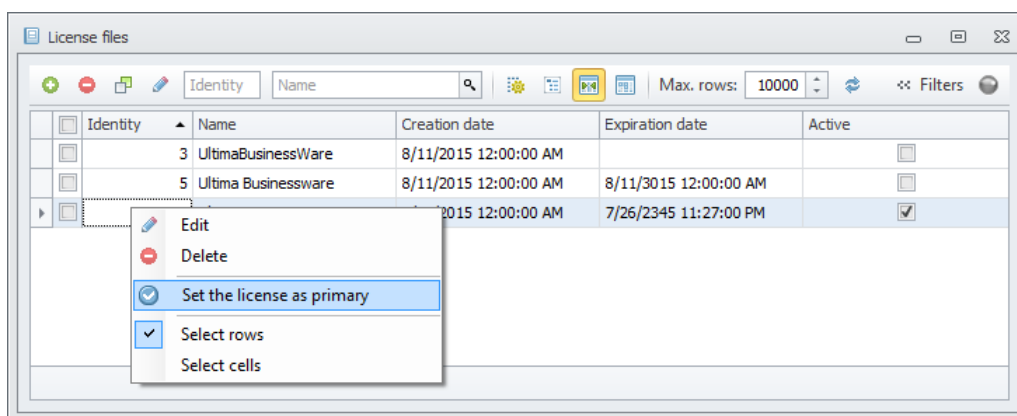 License files
Identity Name Max. rows: 10000 << Filters
Identity Name Creation date Expiration date Active
3 UltimaBusinessWare 8/11/2015 12:00:00 AM
5 Ultima Businessware 8/11/2015 12:00:00 AM 8/11/3015 12:00:00 AM
2015 12:00:00 AM 7/26/2345 11:27:00 PM
Edit
Delete
Set the license as primary
Select rows
Select cells